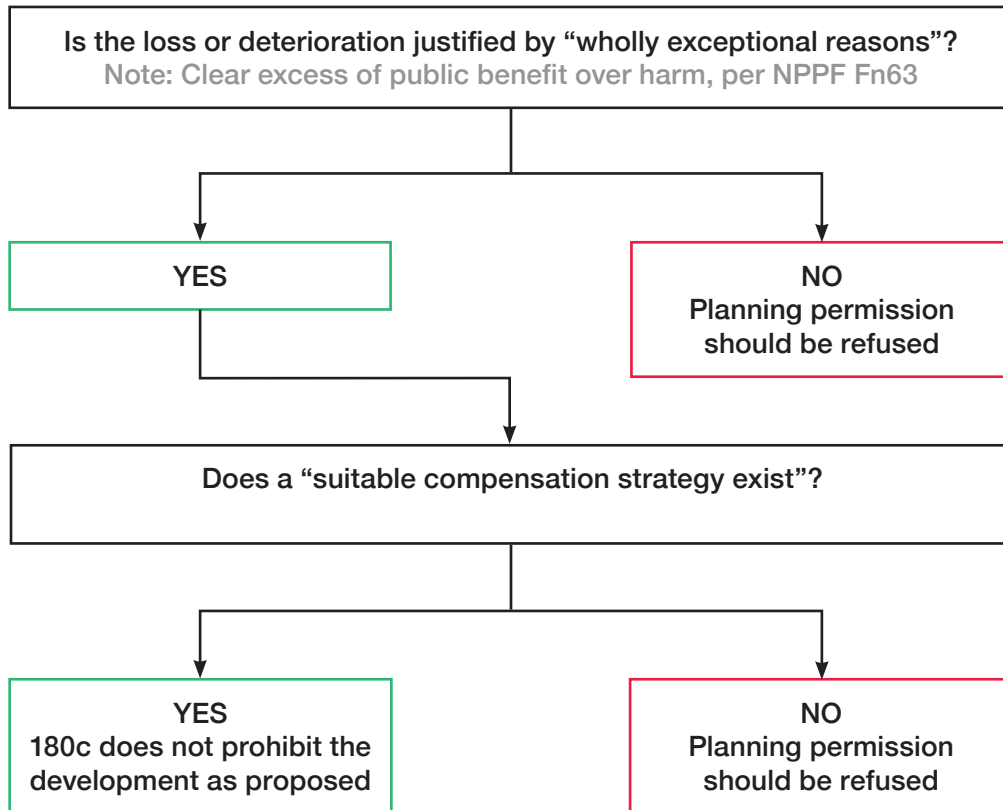 Is the loss or deterioration justified by “wholly exceptional reasons”?
Note: Clear excess of public benefit over harm, per NPPF Fn63
YES
NO
Planning permission
should be refused
Does a “suitable compensation strategy exist”?
YES
180c does not prohibit the
development as proposed
NO
Planning permission
should be refused